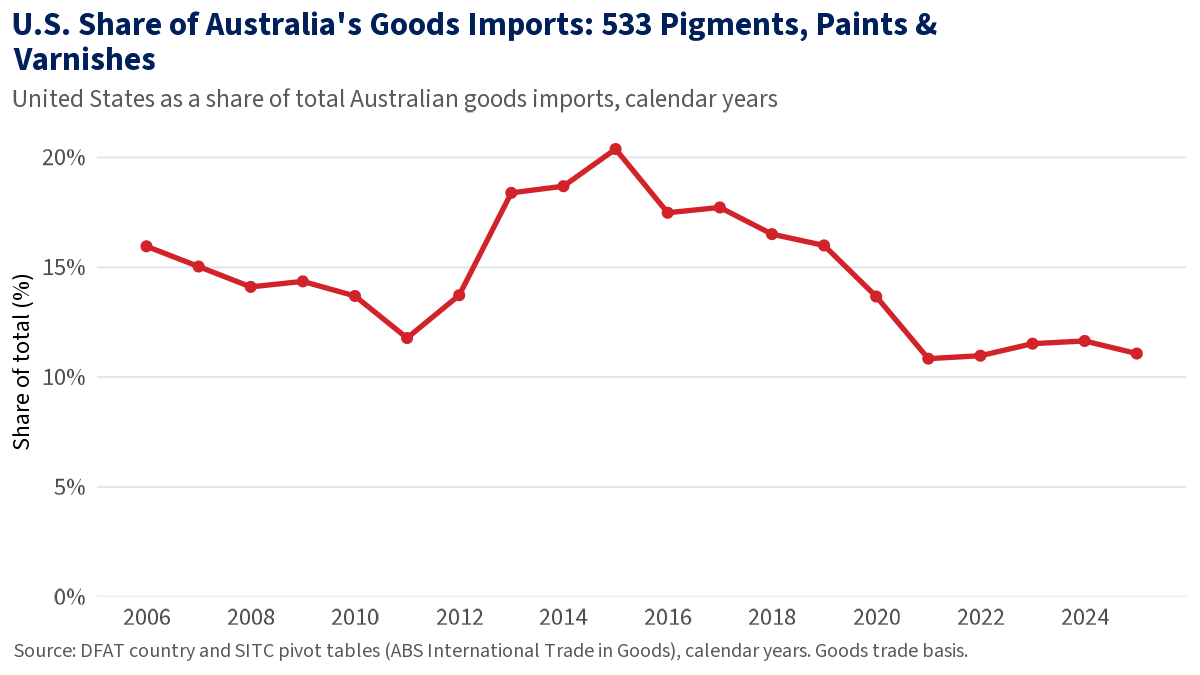 U.S. Share of Australia's Goods Imports: 533 Pigments, Paints &
Varnishes
United States as a share of total Australian goods imports, calendar years
Share of total (%)
20%
15%
10%
5%
0%
2006 2008 2010 2012 2014 2016 2018 2020 2022 2024
Source: DFAT country and SITC pivot tables (ABS International Trade in Goods), calendar years. Goods trade basis.